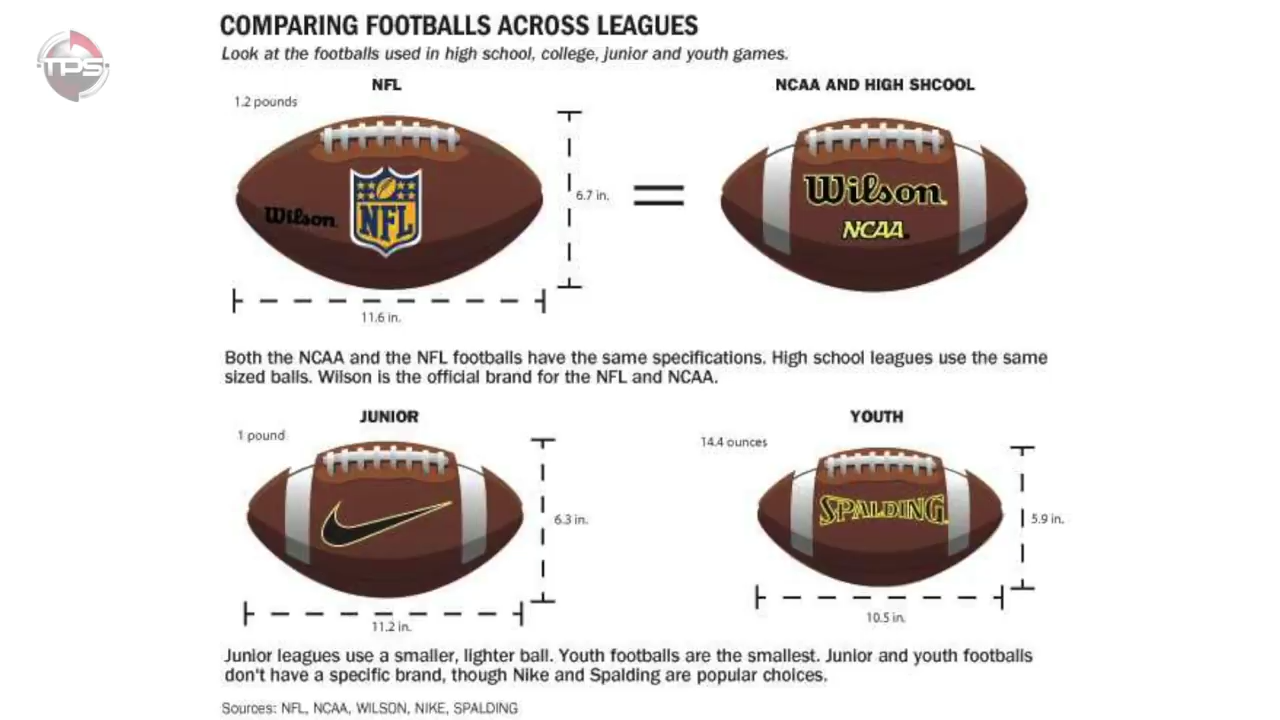 COMPARING FOOTBALLS ACROSS LEAGUES
TPS
Look at the footballs used in high school, college, junior and youth games.
NFL
NCAA AND HIGH SHCOOL
1.2 pounds
Wilson
NFL
6.7 in.
Wilson.
NCAA
11.6 in.
Both the NCAA and the NFL footballs have the same specifications. High school leagues use the same
sized balls. Wilson is the official brand for the NFL and NCAA.
JUNIOR
YOUTH
1 pound
14.4 ounces
6.3 in.
SPALDING
5.9 in.
11.2 in.
10.5 in.
Junior leagues use a smaller, lighter ball. Youth footballs are the smallest. Junior and youth footballs
don't have a specific brand, though Nike and Spalding are popular choices.
Sources: NFL, NCAA, WILSON, NIKE, SPALDING